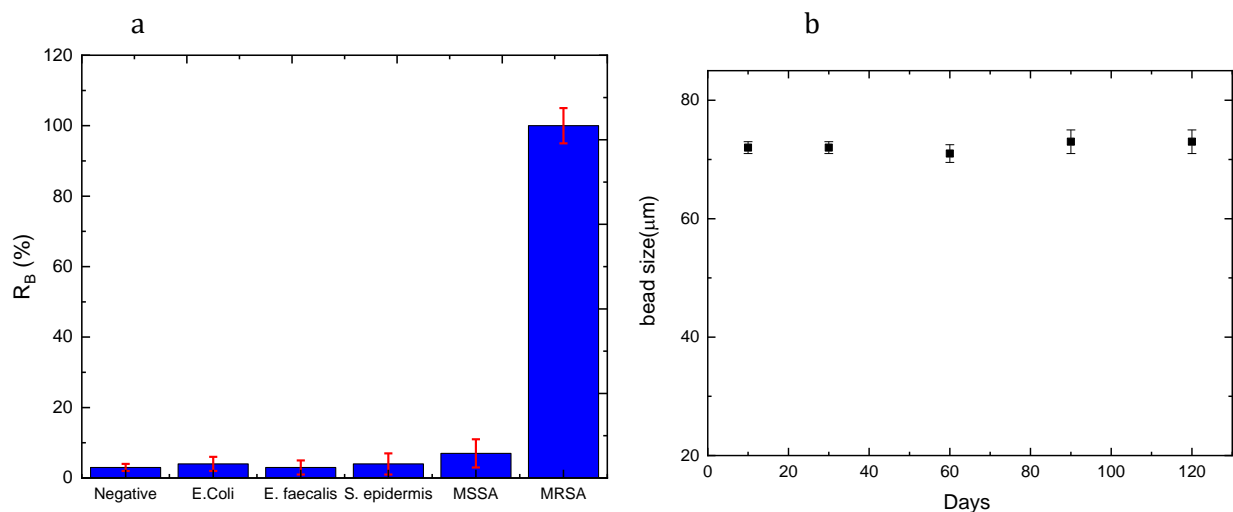 a
120
100
80
60
40
20
0
R_B (%)
Negative E.Coli E. faecalis S. epidermis MSSA MRSA
b
80
60
40
20
bead size(μm)
0 20 40 60 80 100 120
Days